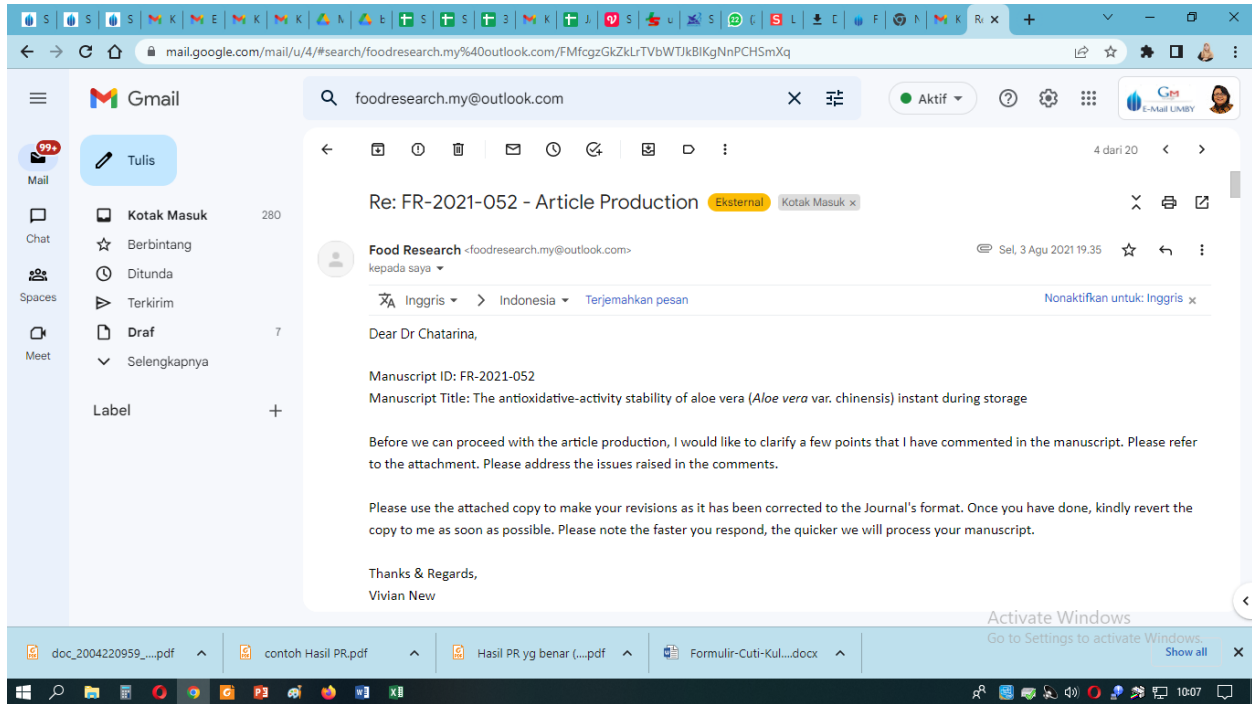 S S S K E K K N E S S 3 K J S u S L F K
mail.google.com/mail/u/4/#search/foodresearch.my%40outlook.com/FMfcgzGkZkLrTVbWTJkBlKgNnPCHSmXq
Gmail
foodresearch.my@outlook.com
Aktif
GM
E-Mail UMBY
99+
Mail
Tulis
4 dari 20
Chat
Kotak Masuk 280
Berbintang
Re: FR-2021-052 - Article Production Eksternal Kotak Masuk x
Spaces
Ditunda
Food Research <foodresearch.my@outlook.com> Sel, 3 Agu 2021 19.35
kepada saya
Meet
Terkirim
Inggris > Indonesia Terjemahkan pesan Nonaktifkan untuk: Inggris x
Draf 7
Selengkapnya
Label +
Dear Dr Chatarina,
Manuscript ID: FR-2021-052
Manuscript Title: The antioxidative-activity stability of aloe vera (Aloe vera var. chinensis) instant during storage
Before we can proceed with the article production, I would like to clarify a few points that I have commented in the manuscript. Please refer
to the attachment. Please address the issues raised in the comments.
Please use the attached copy to make your revisions as it has been corrected to the Journal's format. Once you have done, kindly revert the
copy to me as soon as possible. Please note the faster you respond, the quicker we will process your manuscript.
Thanks & Regards,
Vivian New
Activate Windows
Go to Settings to activate Windows.
doc_2004220959_....pdf contoh Hasil PR.pdf Hasil PR yg benar (....pdf Formulir-Cuti-Kul....docx Show all
10:07